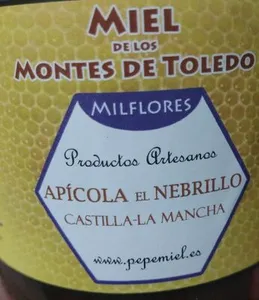 MIEL
DE LOS
MONTES DE TOLEDO
MILFLORES
Productos Artesanos
APÍCOLA EL NEBRILLO
CASTILLA-LA MANCHA
www.pepemiel.es